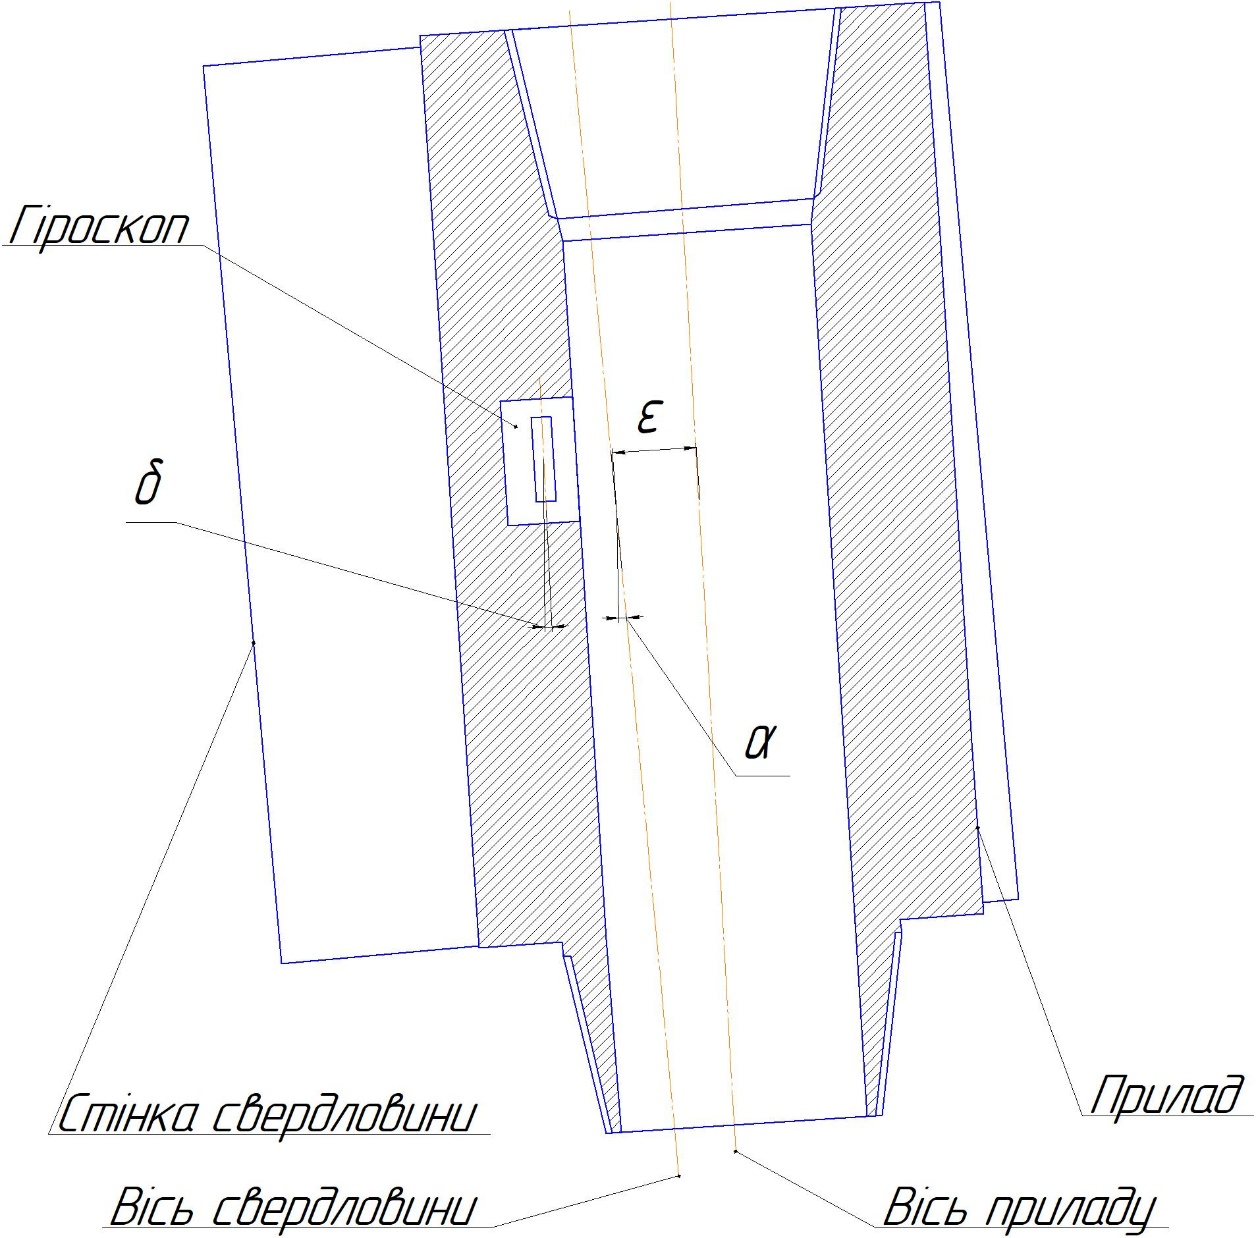 Гіроскоп
ε
δ
α
Прилад
Стінка свердловини
Вісь свердловини
Вісь приладу